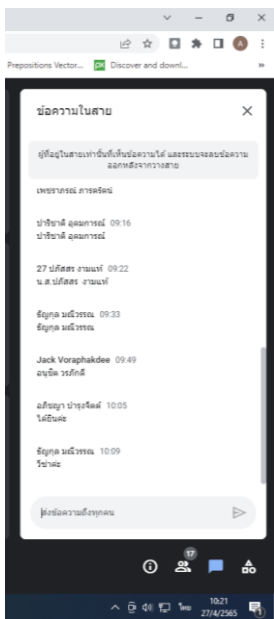 Prepositions Vector...
Discover and downl...
ข้อความในสาย
ผู้ที่อยู่ในสายเท่านั้นที่เห็นข้อความได้ และระบบจะลบข้อความ
ออกหลังจากวางสาย
เพชราภรณ์ ภารครัตน์
ปาริชาติ อุดมการณ์ 09:16
ปาริชาติ อุดมการณ์
27 ปภัสสร งามแท้ 09:22
น.ส.ปภัสสร งามแท้
ธัญกุล มณีวรรณ 09:33
ธัญกุล มณีวรรณ
Jack Voraphakdee 09:49
อนุชิต วรภักดี
อภิชญา บำรุงจิตต์ 10:05
ได้ยินค่ะ
ธัญกุล มณีวรรณ 10:09
ส่งข้อความถึงทุกคน
17
ไทย
10:21
27/4/2565